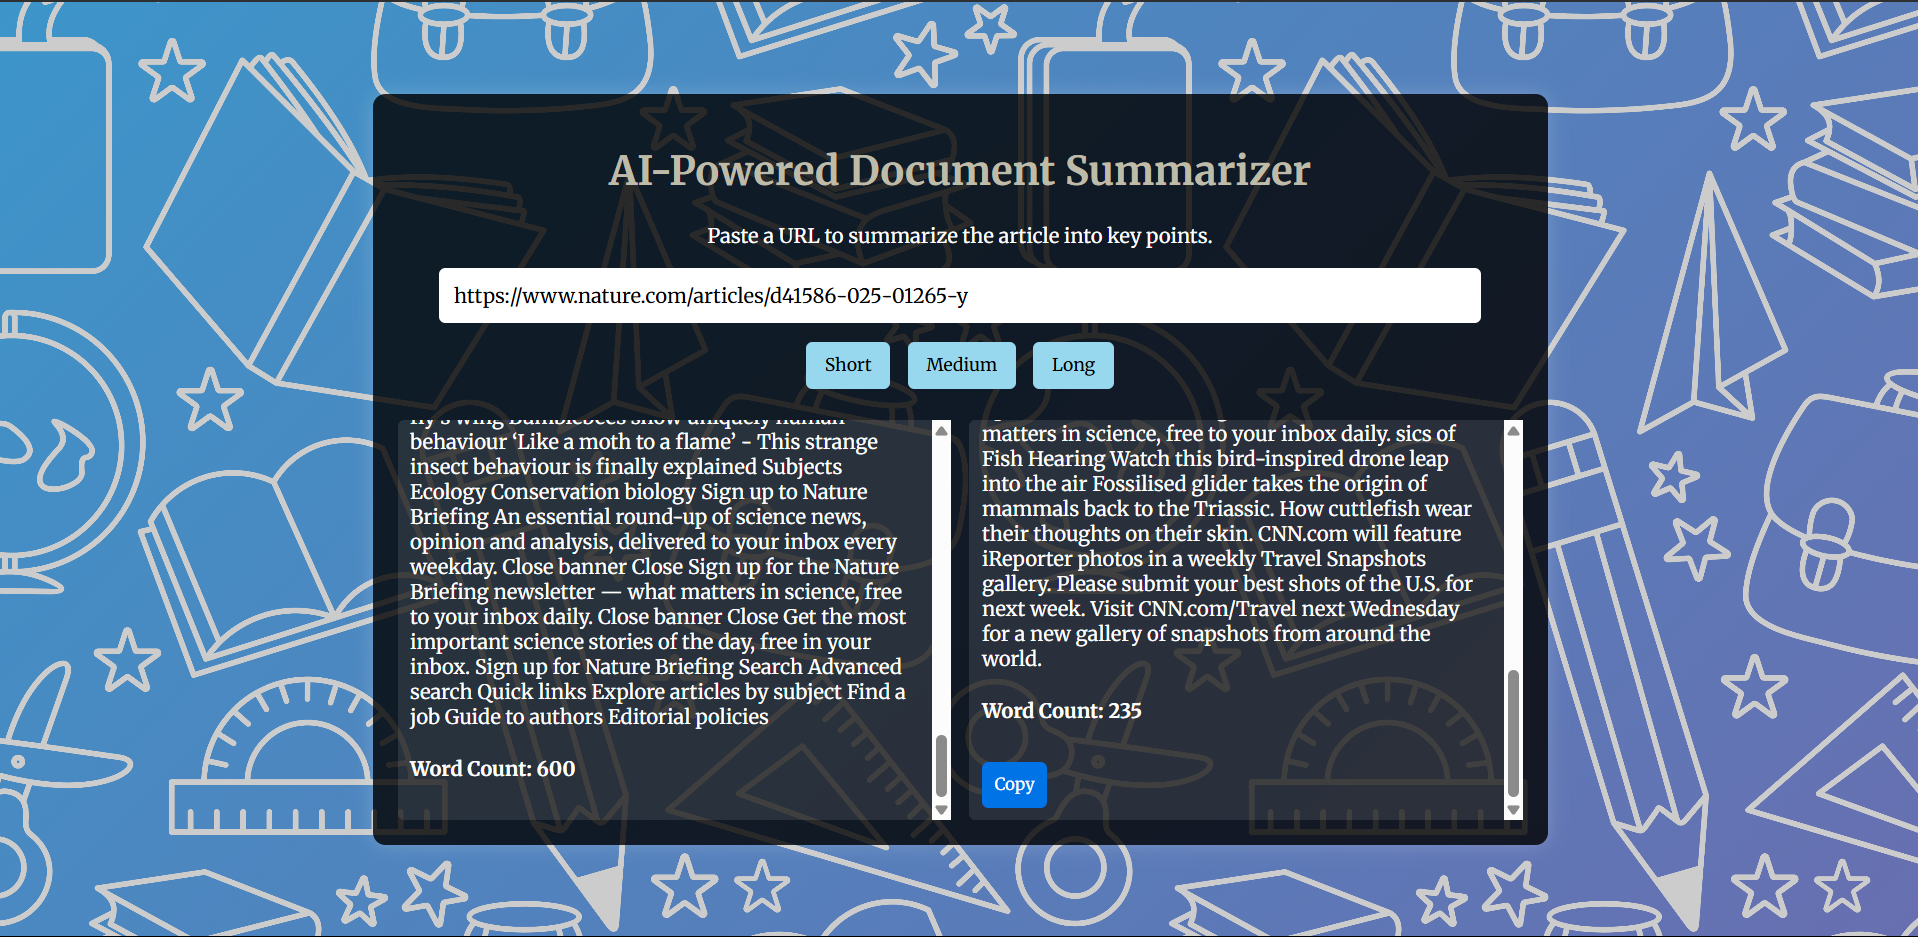 AI-Powered Document Summarizer
Paste a URL to summarize the article into key points.
https://www.nature.com/articles/d41586-025-01265-y
Short
Medium
Long
fly's wing Bumblebees show uniquely human
behaviour ‘Like a moth to a flame’ - This strange
insect behaviour is finally explained Subjects
Ecology Conservation biology Sign up to Nature
Briefing An essential round-up of science news,
opinion and analysis, delivered to your inbox every
weekday. Close banner Close Sign up for the Nature
Briefing newsletter — what matters in science, free
to your inbox daily. Close banner Close Get the most
important science stories of the day, free in your
inbox. Sign up for Nature Briefing Search Advanced
search Quick links Explore articles by subject Find a
job Guide to authors Editorial policies
Word Count: 600
matters in science, free to your inbox daily. sics of
Fish Hearing Watch this bird-inspired drone leap
into the air Fossilised glider takes the origin of
mammals back to the Triassic. How cuttlefish wear
their thoughts on their skin. CNN.com will feature
iReporter photos in a weekly Travel Snapshots
gallery. Please submit your best shots of the U.S. for
next week. Visit CNN.com/Travel next Wednesday
for a new gallery of snapshots from around the
world.
Word Count: 235
Copy